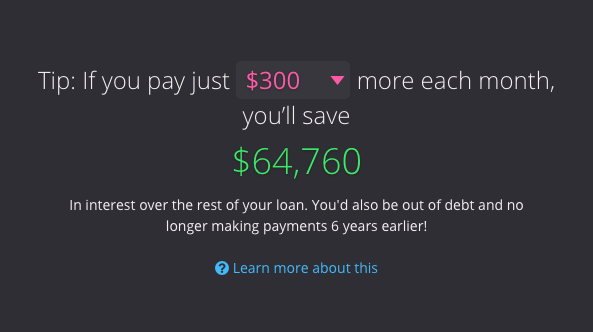 Tip: If you pay just $300 more each month,
you’ll save
$64,760
In interest over the rest of your loan. You'd also be out of debt and no
longer making payments 6 years earlier!
? Learn more about this